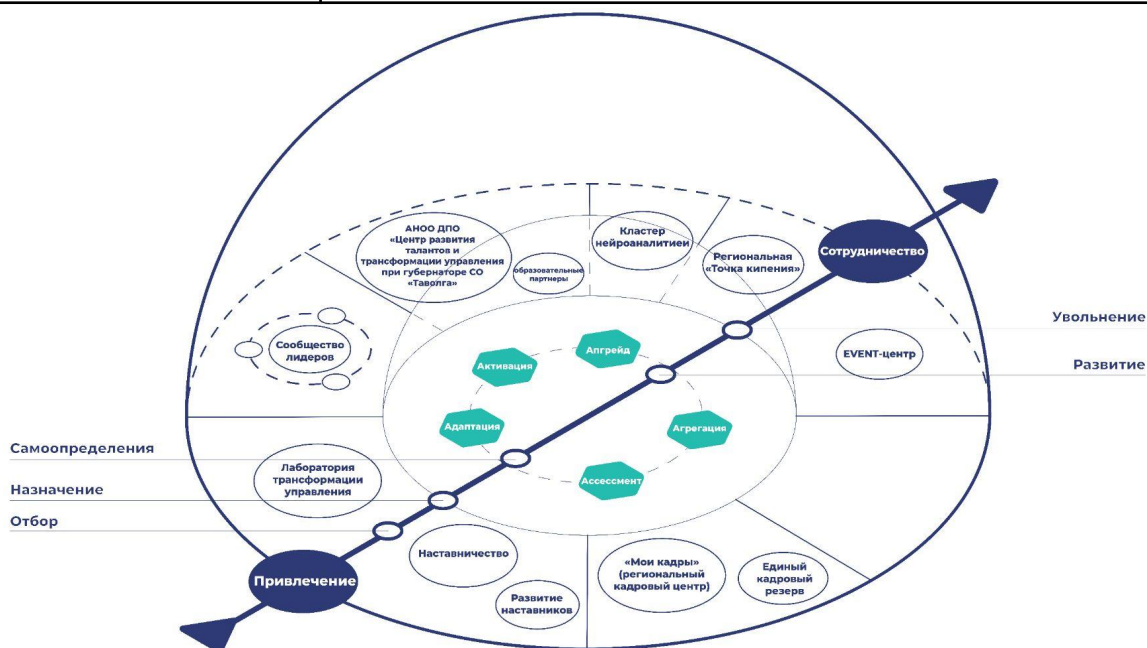 АНОО ДПО
«Центр развития
талантов и
трансформации управления
при губернаторе СО
«Таволга»
образовательные
партнеры
Кластер
нейроаналитиеи
Региональная
«Точка кипения»
Сотрудничество
Увольнение
EVENT-центр
Развитие
Сообщество
лидеров
Активация
Апгрейд
Адаптация
Агрегация
Ассессмент
Самоопределения
Лаборатория
трансформации
управления
Назначение
Отбор
Привлечение
Наставничество
Развитие
наставников
«Мои кадры»
(региональный
кадровый центр)
Единый
кадровый
резерв